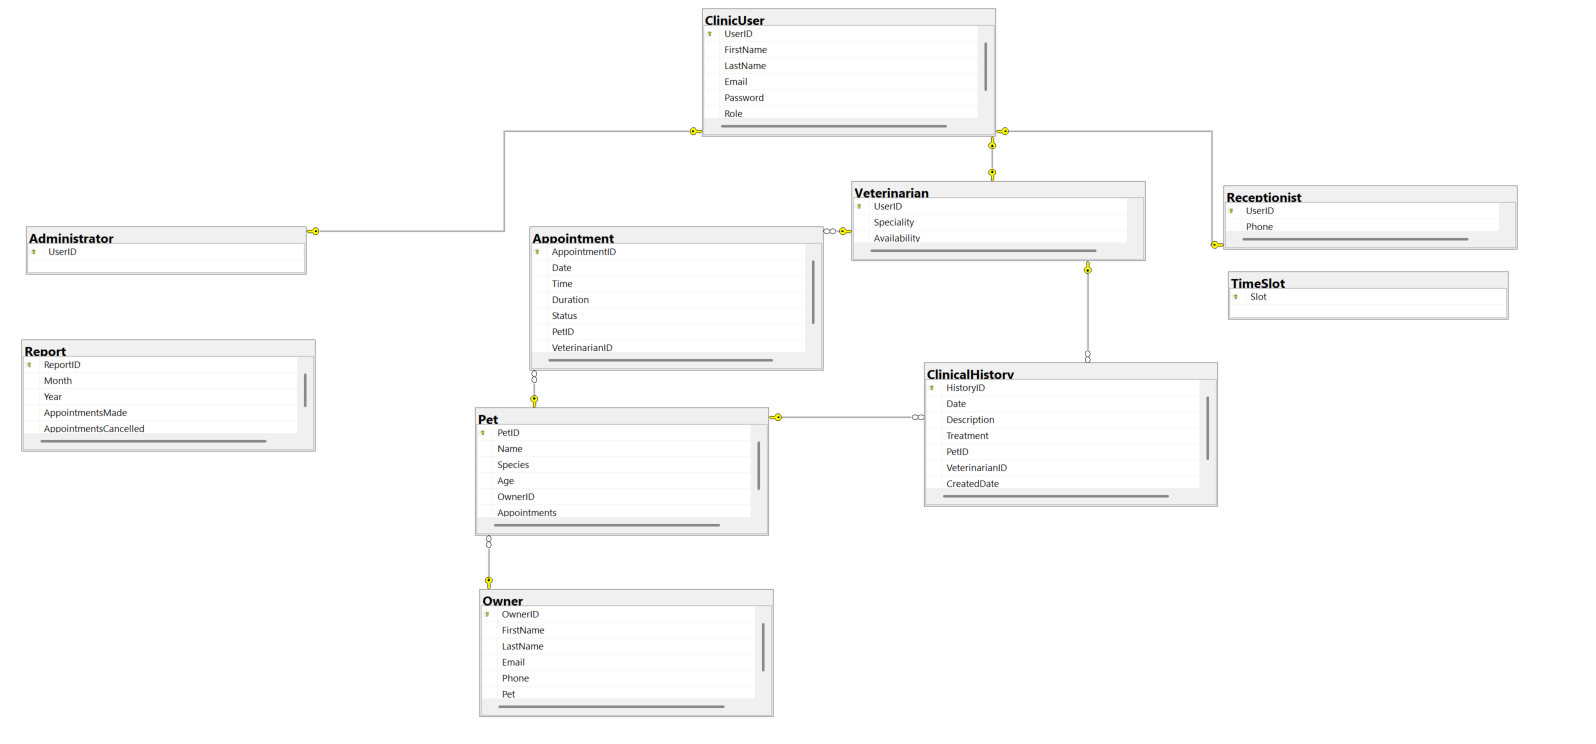 ClinicUser
UserID
FirstName
LastName
Email
Password
Role
Veterinarian
UserID
Speciality
Availability
Receptionist
UserID
Phone
Administrator
UserID
Appointment
AppointmentID
Date
Time
Duration
Status
PetID
VeterinarianID
TimeSlot
Slot
Report
ReportID
Month
Year
AppointmentsMade
AppointmentsCancelled
ClinicalHistory
HistoryID
Date
Description
Treatment
PetID
VeterinarianID
CreatedDate
Pet
PetID
Name
Species
Age
OwnerID
Appointments
Owner
OwnerID
FirstName
LastName
Email
Phone
Pet